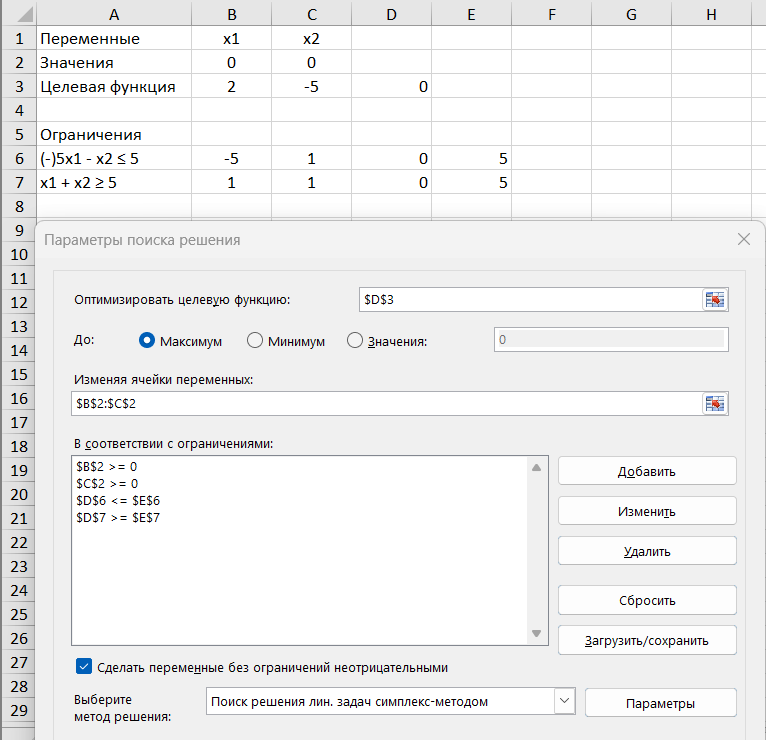 A B C D E F G H
1 Переменные x1 x2
2 Значения 0 0
3 Целевая функция 2 -5 0
4
5 Ограничения
6 (-)5x1 - x2 ≤ 5 -5 1 0 5
7 x1 + x2 ≥ 5 1 1 0 5
8
9
Параметры поиска решения
10
11
12 Оптимизировать целевую функцию: $D$3
13
14 До: Максимум Минимум Значения: 0
15
16 Изменяя ячейки переменных:
17 $B$2:$C$2
18 В соответствии с ограничениями:
19 $B$2 >= 0 Добавить
20 $C$2 >= 0
21 $D$6 <= $E$6 Изменить
$D$7 >= $E$7
22
23 Удалить
24
25 Сбросить
26 Загрузить/сохранить
27 Сделать переменные без ограничений неотрицательными
28
29 Выберите метод решения: Поиск решения лин. задач симплекс-методом Параметры